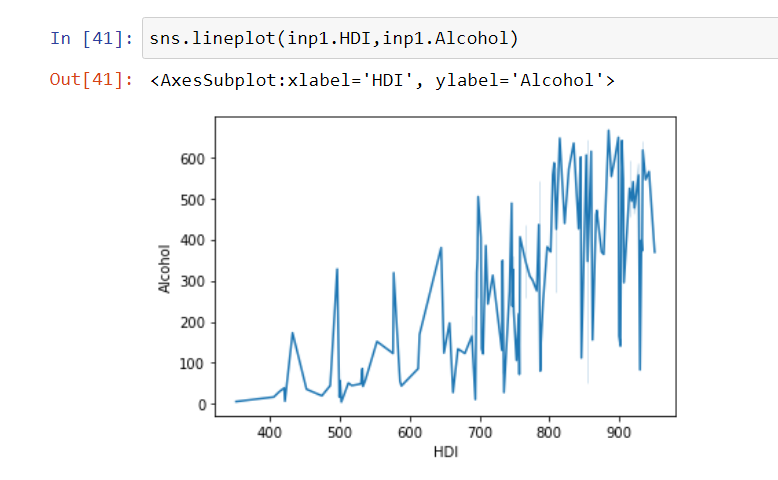 In [41]: sns.lineplot(inp1.HDI,inp1.Alcohol)
Out[41]: <AxesSubplot:xlabel='HDI', ylabel='Alcohol'>
600
500
400
300
200
100
0
Alcohol
400 500 600 700 800 900
HDI